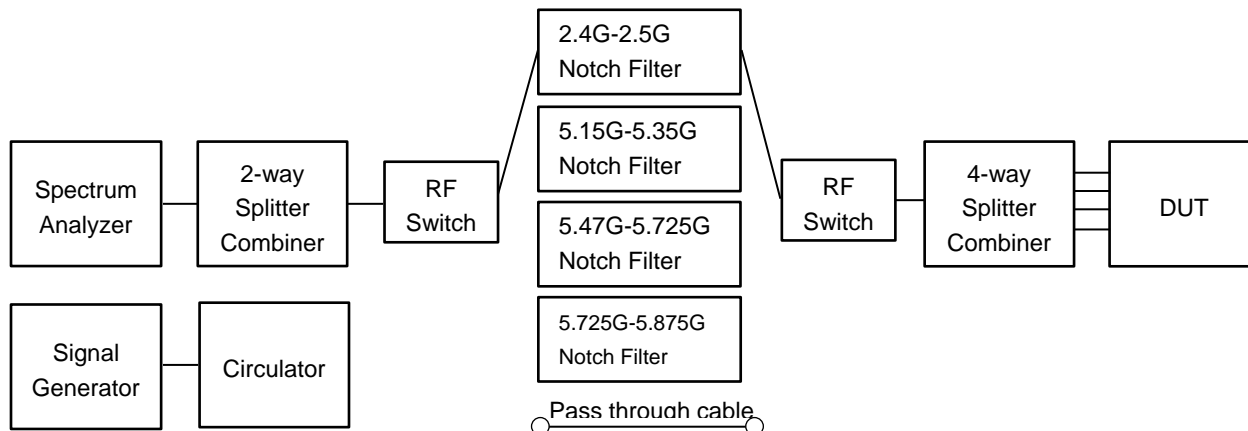 2.4G-2.5G
Notch Filter
5.15G-5.35G
Notch Filter
Spectrum
Analyzer
2-way
Splitter
Combiner
RF
Switch
5.47G-5.725G
Notch Filter
RF
Switch
4-way
Splitter
Combiner
DUT
5.725G-5.875G
Notch Filter
Signal
Generator
Circulator
Pass through cable